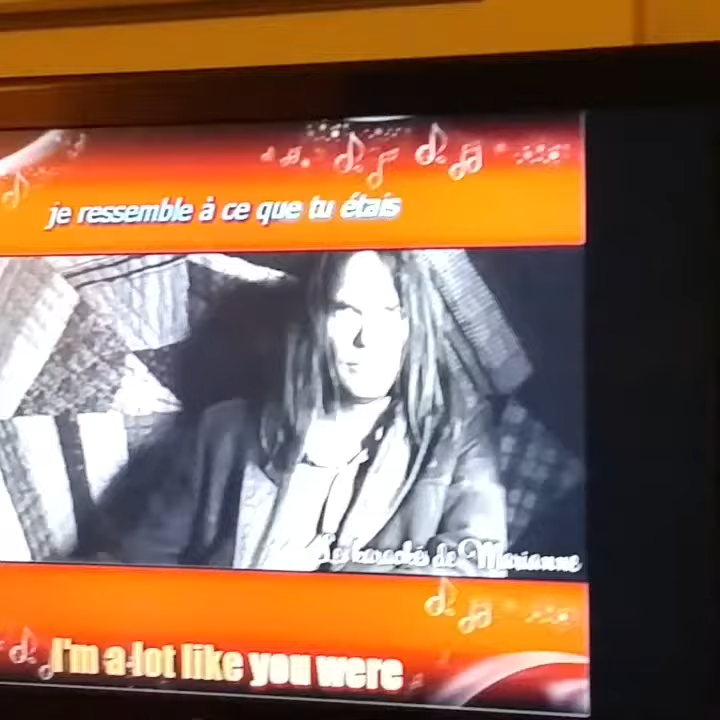 je ressemble à ce que tu étais
Les karaokés de Marianne
I'm a lot like you were